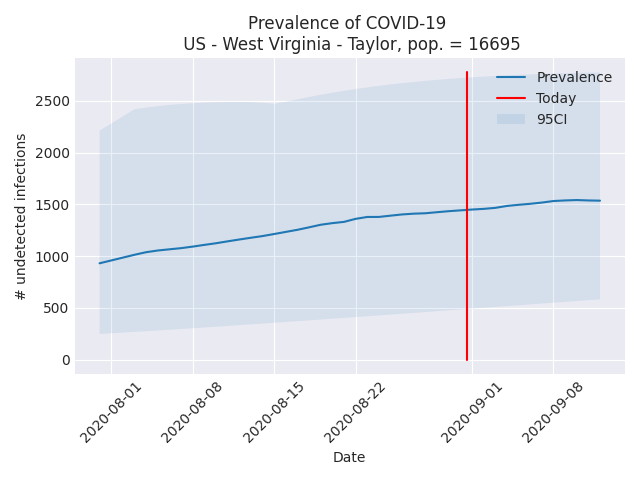 Prevalence of COVID-19
US - West Virginia - Taylor, pop. = 16695
Prevalence
Today
95CI
# undetected infections
2500
2000
1500
1000
500
0
2020-08-01
2020-08-08
2020-08-15
2020-08-22
2020-09-01
2020-09-08
Date